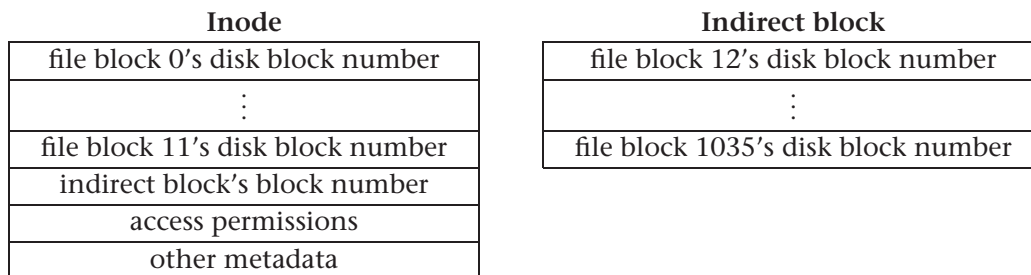 Inode
file block 0's disk block number
⋮
file block 11's disk block number
indirect block's block number
access permissions
other metadata
Indirect block
file block 12's disk block number
⋮
file block 1035's disk block number